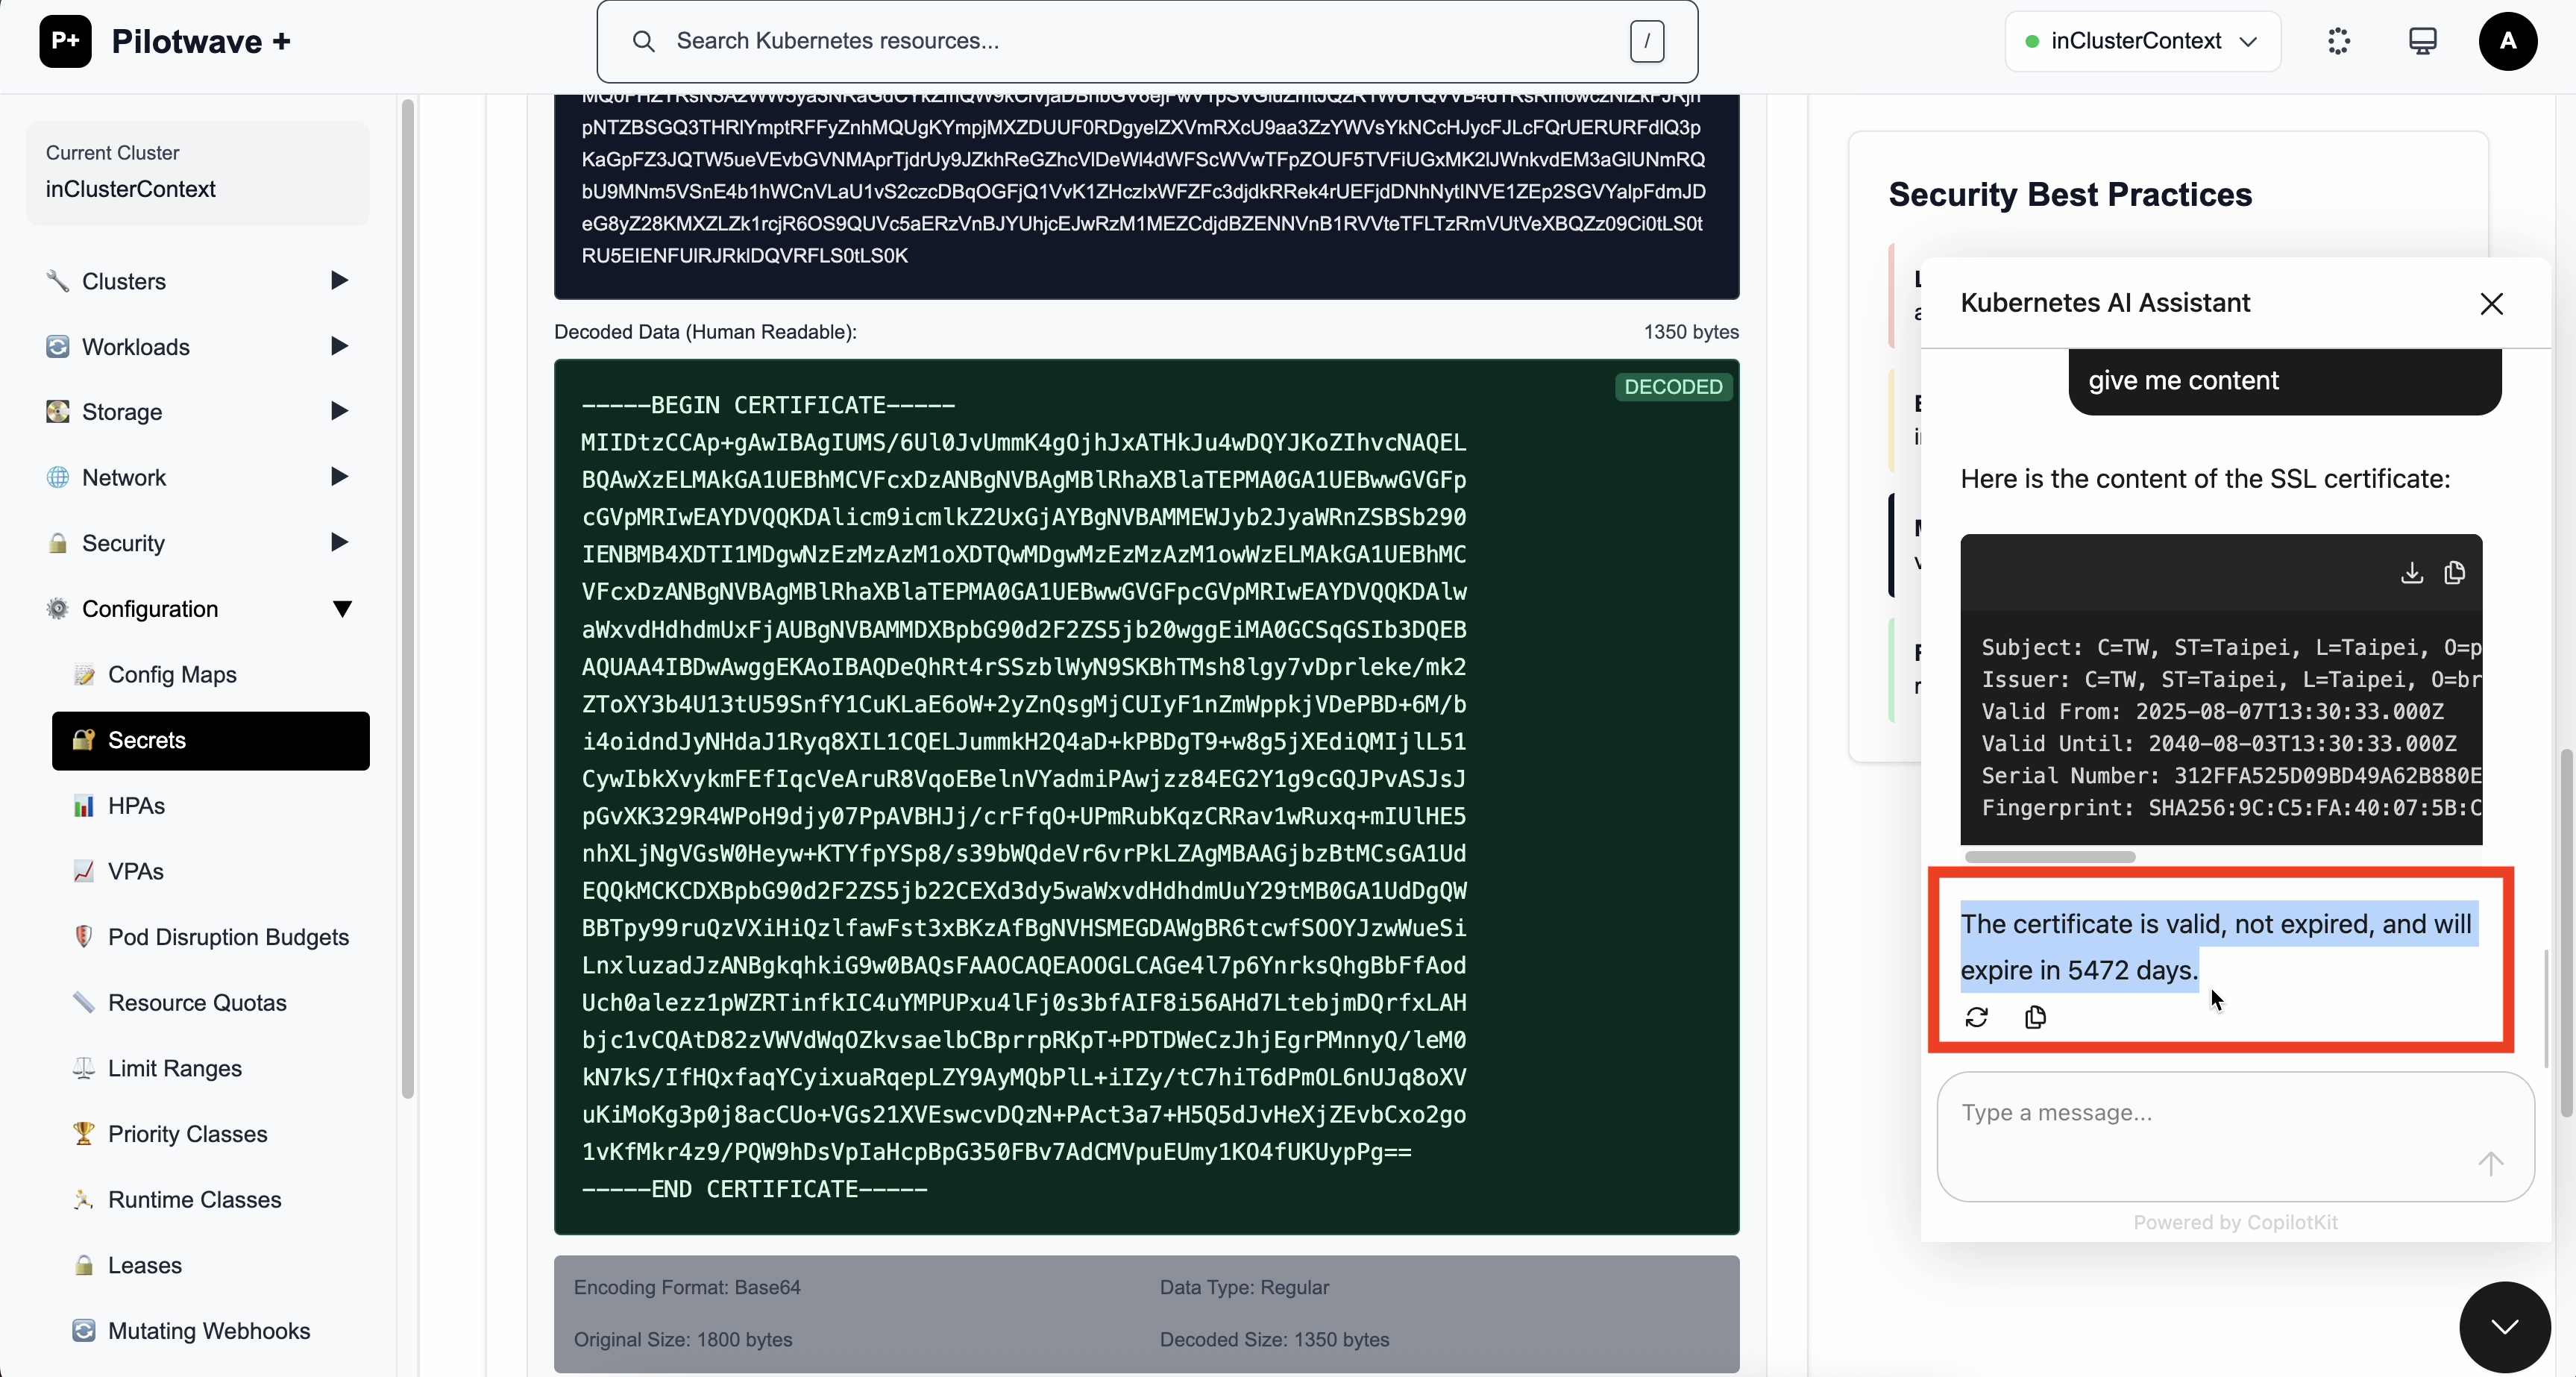 P+ Pilotwave +
Search Kubernetes resources...
/
inClusterContext
A
Current Cluster
inClusterContext
Clusters
Workloads
Storage
Network
Security
Configuration
Config Maps
Secrets
HPAs
VPAs
Pod Disruption Budgets
Resource Quotas
Limit Ranges
Priority Classes
Runtime Classes
Leases
Mutating Webhooks
RU5EIENFUlRJRklDQVRFLS0tLS0K
Decoded Data (Human Readable):
1350 bytes
DECODED
-----BEGIN CERTIFICATE-----
MIIDtzCCAp+gAwIBAgIUMS/6Ul0JvUmmK4gOjhJxATHkJu4wDQYJKoZIhvcNAQEL
BQAwXzELMAkGA1UEBhMCVFcxDzANBgNVBAgMBlRhaXBlaTEPMA0GA1UEBwwGVGFp
cGVpMRIwEAYDVQQKDAlicm9icmlkZ2UxGjAYBgNVBAMMEWJyb2JyaWRnZSBSb290
IENBMB4XDTI1MDgwNzEzMzAzM1oXDTQwMDgwMzEzMzAzM1owWzELMAkGA1UEBhMC
VFcxDzANBgNVBAgMBlRhaXBlaTEPMA0GA1UEBwwGVGFpcGVpMRIwEAYDVQQKDAlw
aWxvdHdhdmUxFjAUBgNVBAMMDXBpbG90d2F2ZS5jb20wggEiMA0GCSqGSIb3DQEB
AQUAA4IBDwAwggEKAoIBAQDeQhRt4rSSzblWyN9SKBhTMsh8lgy7vDprleke/mk2
ZToXY3b4U13tU59SnfY1CuKLaE6oW+2yZnQsgMjCUIyF1nZmWppkjVDePBD+6M/b
i4oidndJyNHdaJ1Ryq8XIL1CQELJummkH2Q4aD+kPBDgT9+w8g5jXEdiQMIjlL51
CywIbkXvykmFEfIqcVeAruR8VqoEBelnVYadmiPAwjzz84EG2Y1g9cGQJPvASJsJ
pGvXK329R4WPoH9djy07PpAVBHJj/crFfqO+UPmRubKqzCRRav1wRuxq+mIUlHE5
nhXLjNgVGsW0Heyw+KTYfpYSp8/s39bWQdeVr6vrPkLZAgMBAAGjbzBtMCsGA1Ud
EQQkMCKCDXBpbG90d2F2ZS5jb22CEXd3dy5waWxvdHdhdmUuY29tMB0GA1UdDgQW
BBTpy99ruQzVXiHiQzlfawFst3xBKzAfBgNVHSMEGDAWgBR6tcwfSOOYJzwWueSi
LnxluzadJzANBgkqhkiG9w0BAQsFAAOCAQEAOOGLCAGe4l7p6YnrksQhgBbFfAod
Uch0alezz1pWZRTinfkIC4uYMPUPxu4lFj0s3bfAIF8i56AHd7LtebjmDQrfxLAH
bjc1vCQAtD82zVWVdWqOZkvsaelbCBprrpRKpT+PDTDWeCzJhjEgrPMnnyQ/leM0
kN7kS/IfHQxfaqYCyixuaRqepLZY9AyMQbPlL+iIZy/tC7hiT6dPmOL6nUJq8oXV
uKiMoKg3p0j8acCUo+VGs21XVEswcvDQzN+PAct3a7+H5Q5dJvHeXjZEvbCxo2go
1vKfMkr4z9/PQW9hDsVpIaHcpBpG350FBv7AdCMVpuEUmy1KO4fUKUypPg==
-----END CERTIFICATE-----
Encoding Format: Base64
Data Type: Regular
Original Size: 1800 bytes
Decoded Size: 1350 bytes
Security Best Practices
Kubernetes AI Assistant
give me content
Here is the content of the SSL certificate:
Subject: C=TW, ST=Taipei, L=Taipei, O=p
Issuer: C=TW, ST=Taipei, L=Taipei, O=br
Valid From: 2025-08-07T13:30:33.000Z
Valid Until: 2040-08-03T13:30:33.000Z
Serial Number: 312FFA525D09BD49A62B880E
Fingerprint: SHA256:9C:C5:FA:40:07:5B:C
The certificate is valid, not expired, and will
expire in 5472 days.
Type a message...
Powered by CopilotKit